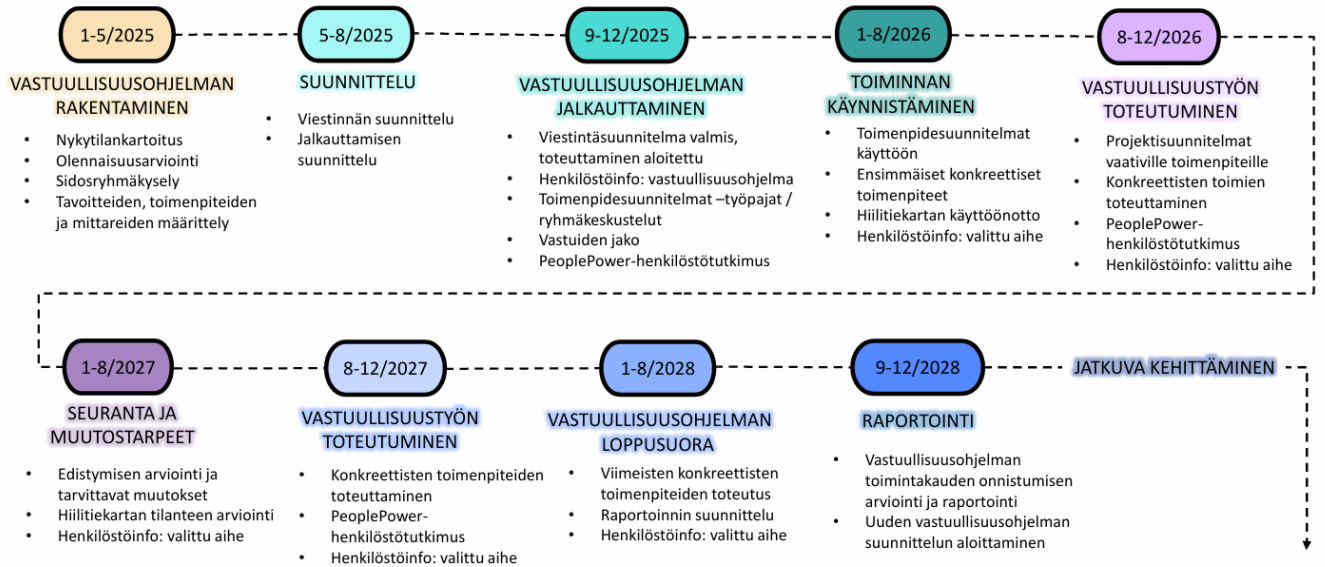 1-5/2025
VASTUULLISUUSOHJELMAN
RAKENTAMINEN
• Nykytilankartoitus
• Olennaisuusarviointi
• Sidosryhmäkysely
• Tavoitteiden, toimenpiteiden
ja mittareiden määrittely
5-8/2025
SUUNNITTELU
• Viestinnän suunnittelu
• Jalkauttamisen
suunnittelu
9-12/2025
VASTUULLISUUSOHJELMAN
JALKAUTTAMINEN
• Viestintäsuunnitelma valmis,
toteuttaminen aloitettu
• Henkilöstöinfo: vastuullisuusohjelma
• Toimenpidesuunnitelmat –työpajat /
ryhmäkeskustelut
• Vastuiden jako
• PeoplePower-henkilöstötutkimus
1-8/2026
TOIMINNAN
KÄYNNISTÄMINEN
• Toimenpidesuunnitelmat
käyttöön
• Ensimmäiset konkreettiset
toimenpiteet
• Hiilitiekartan käyttöönotto
• Henkilöstöinfo: valittu aihe
8-12/2026
VASTUULLISUUSTYÖN
TOTEUTUMINEN
• Projektisuunnitelmat
vaativille toimenpiteille
• Konkreettisten toimien
toteuttaminen
• PeoplePower-
henkilöstötutkimus
• Henkilöstöinfo: valittu aihe
1-8/2027
SEURANTA JA
MUUTOSTARPEET
• Edistymisen arviointi ja
tarvittavat muutokset
• Hiilitiekartan tilanteen arviointi
• Henkilöstöinfo: valittu aihe
8-12/2027
VASTUULLISUUSTYÖN
TOTEUTUMINEN
• Konkreettisten toimenpiteiden
toteuttaminen
• PeoplePower-
henkilöstötutkimus
• Henkilöstöinfo: valittu aihe
1-8/2028
VASTUULLISUUSOHJELMAN
LOPPUSUORA
• Viimeisten konkreettisten
toimenpiteiden toteutus
• Raportoinnin suunnittelu
• Henkilöstöinfo: valittu aihe
9-12/2028
RAPORTOINTI
• Vastuullisuusohjelman
toimintakauden onnistumisen
arviointi ja raportointi
• Uuden vastuullisuusohjelman
suunnittelun aloittaminen
JATKUVA KEHITTÄMINEN